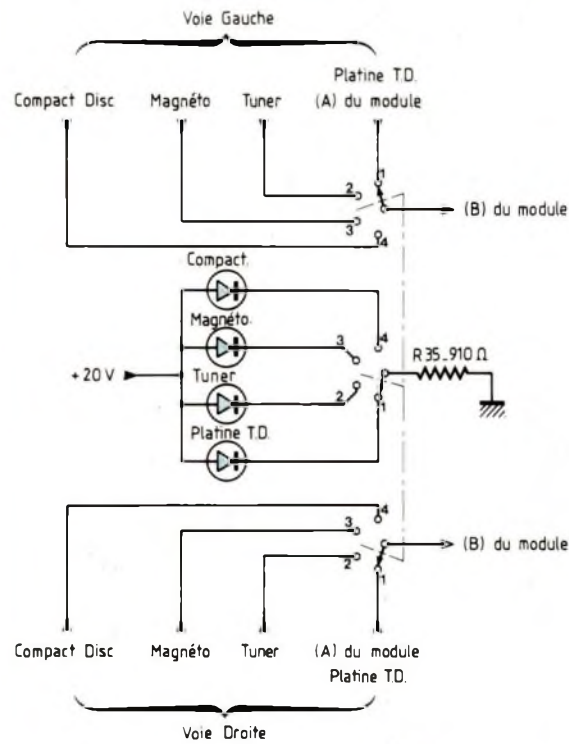 Voie Gauche
Platine T.D.
Compact Disc Magnéto Tuner (A) du module
1
2
(B) du module
3
4
Compact.
Magnéto.
3 4
R35_910 Ω
+20V
Tuner
2 1
Platine T.D.
4
3
(B) du module
2
1
Compact Disc Magnéto Tuner (A) du module
Platine T.D.
Voie Droite